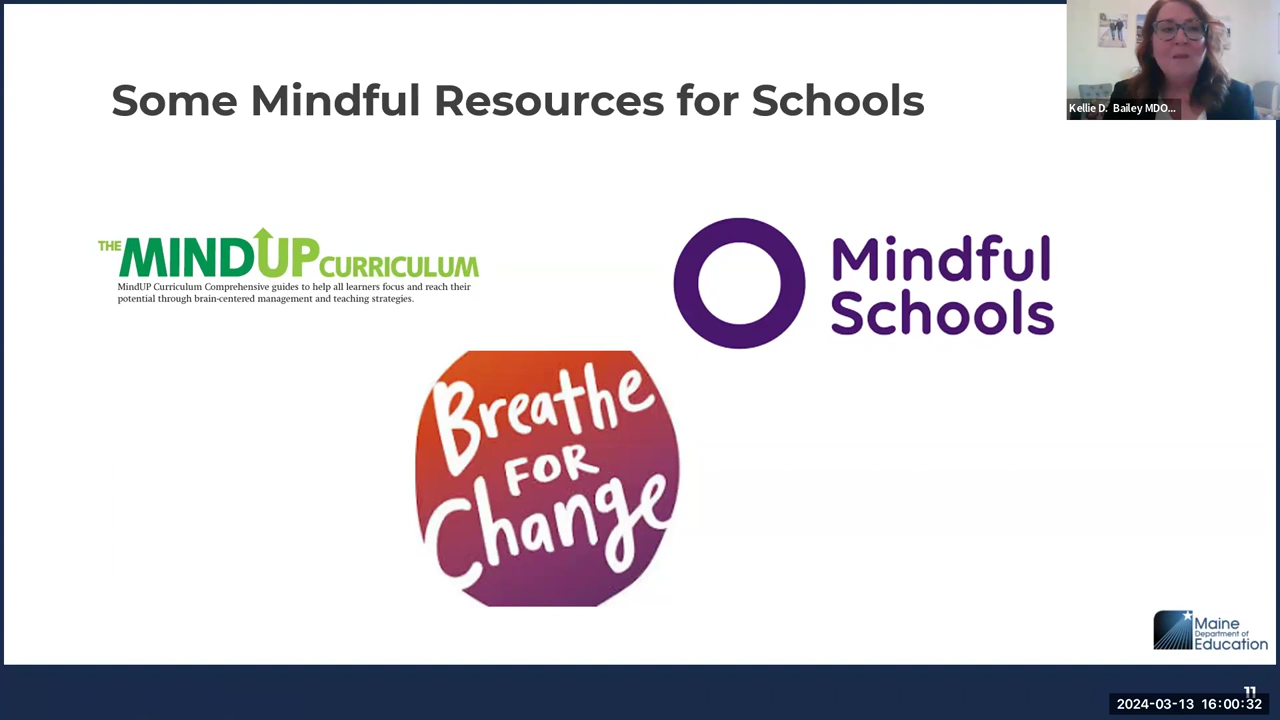 Some Mindful Resources for Schools
Kellie D. Bailey MDO...
THE MINDUP CURRICULUM
MindUP Curriculum Comprehensive guides to help all learners focus and reach their
potential through brain-centered management and teaching strategies.
Mindful
Schools
Breathe
FOR
Change
Maine
Department of
Education
11
2024-03-13 16:00:32